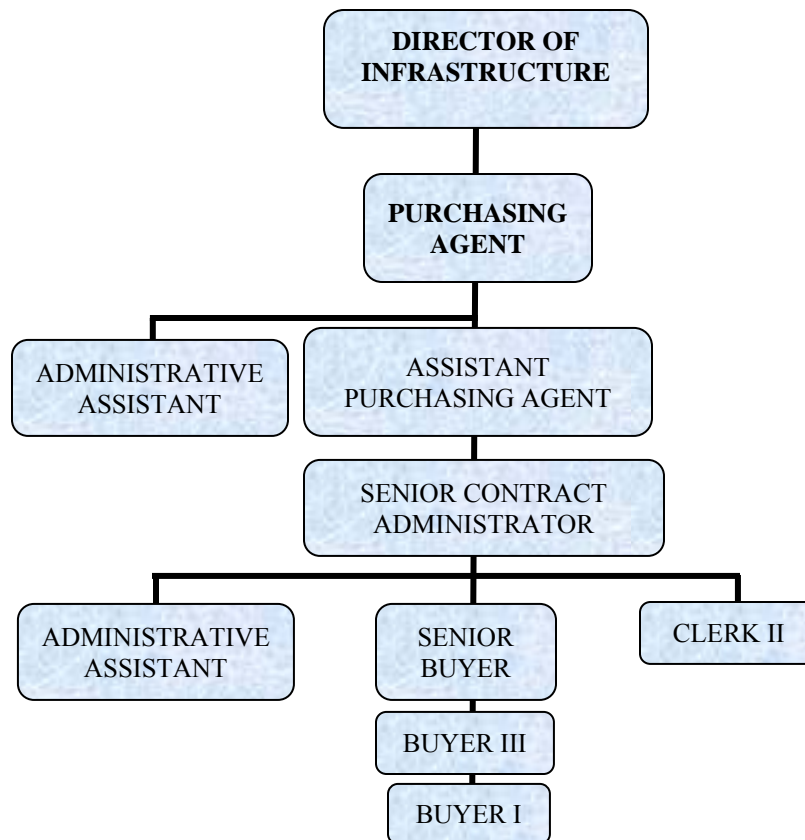 DIRECTOR OF
INFRASTRUCTURE
PURCHASING
AGENT
ADMINISTRATIVE
ASSISTANT
ASSISTANT
PURCHASING AGENT
SENIOR CONTRACT
ADMINISTRATOR
ADMINISTRATIVE
ASSISTANT
SENIOR
BUYER
CLERK II
BUYER III
BUYER I